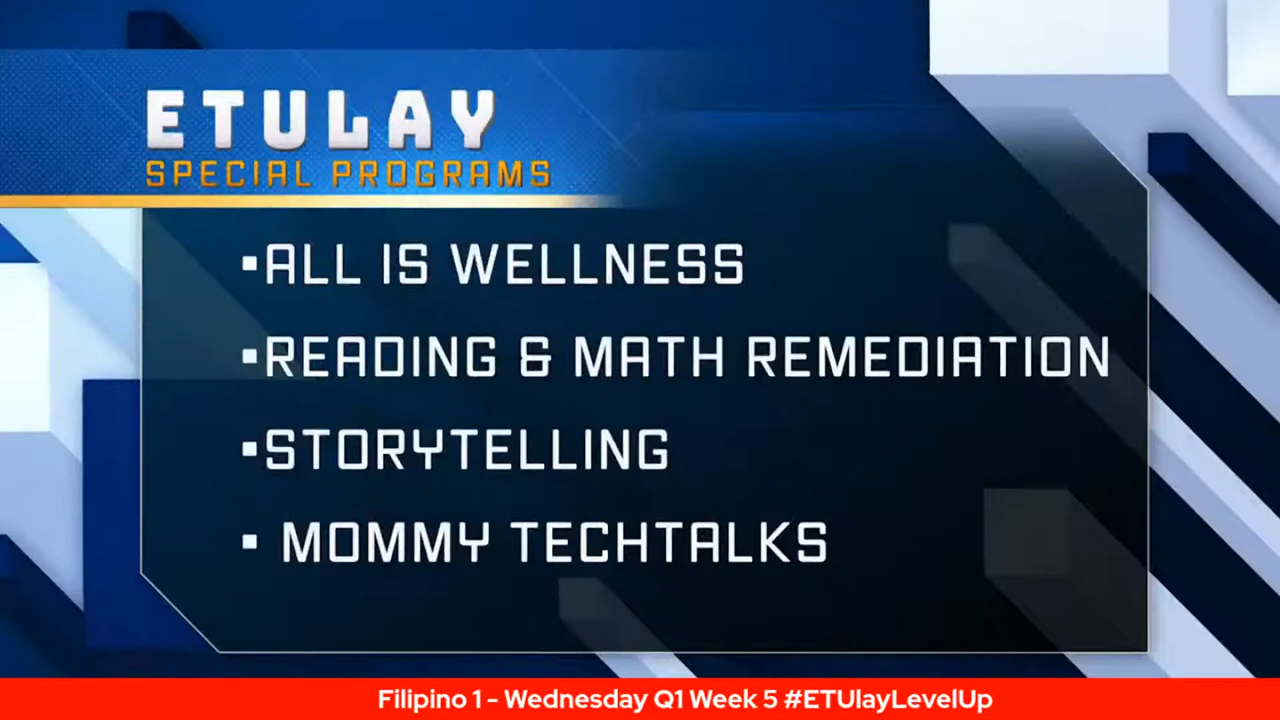 ETULAY
SPECIAL PROGRAMS
▪ALL IS WELLNESS
▪READING & MATH REMEDIATION
▪STORYTELLING
▪ MOMMY TECHTALKS
Filipino 1 - Wednesday Q1 Week 5 #ETUlayLevelUp